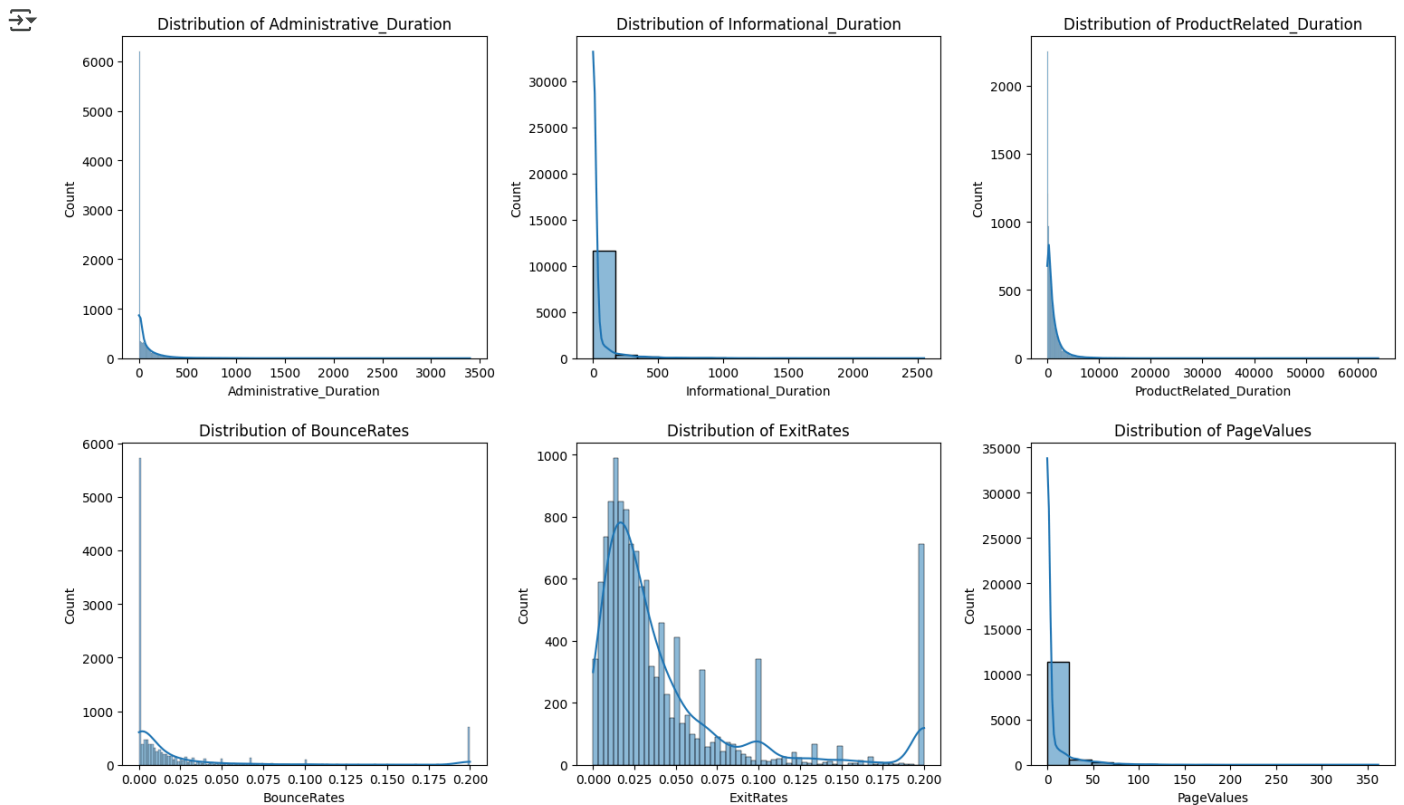 Distribution of Administrative_Duration
6000
5000
4000
3000
2000
1000
0
Count
0 500 1000 1500 2000 2500 3000 3500
Administrative_Duration
Distribution of Informational_Duration
30000
25000
20000
15000
10000
5000
0
Count
0 500 1000 1500 2000 2500
Informational_Duration
Distribution of ProductRelated_Duration
2000
1500
1000
500
0
Count
0 10000 20000 30000 40000 50000 60000
ProductRelated_Duration
Distribution of BounceRates
6000
5000
4000
3000
2000
1000
0
Count
0.000 0.025 0.050 0.075 0.100 0.125 0.150 0.175 0.200
BounceRates
Distribution of ExitRates
1000
800
600
400
200
0
Count
0.000 0.025 0.050 0.075 0.100 0.125 0.150 0.175 0.200
ExitRates
Distribution of PageValues
35000
30000
25000
20000
15000
10000
5000
0
Count
0 50 100 150 200 250 300 350
PageValues